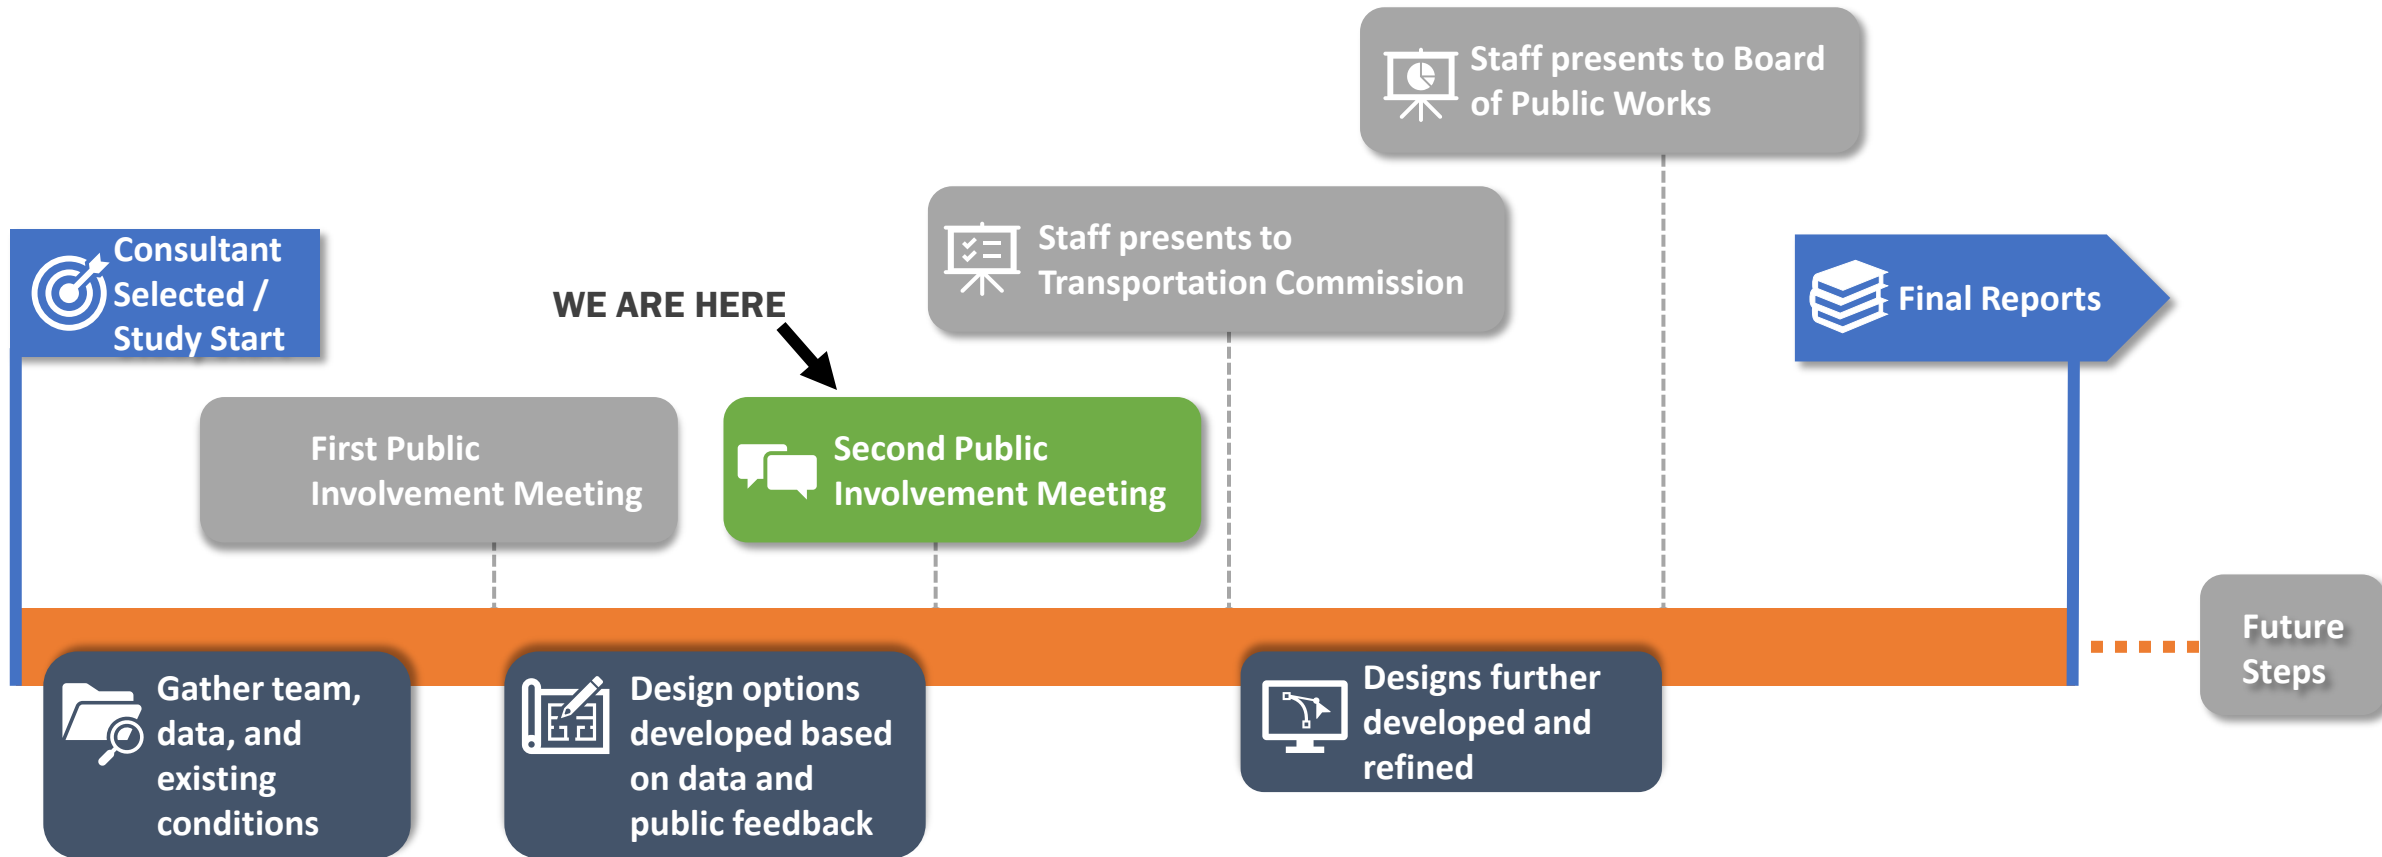 Staff presents to Board
of Public Works
Staff presents to
Transportation Commission
Consultant
Selected /
Study Start
WE ARE HERE
Final Reports
First Public
Involvement Meeting
Second Public
Involvement Meeting
Future
Steps
Gather team,
data, and
existing
conditions
Design options
developed based
on data and
public feedback
Designs further
developed and
refined